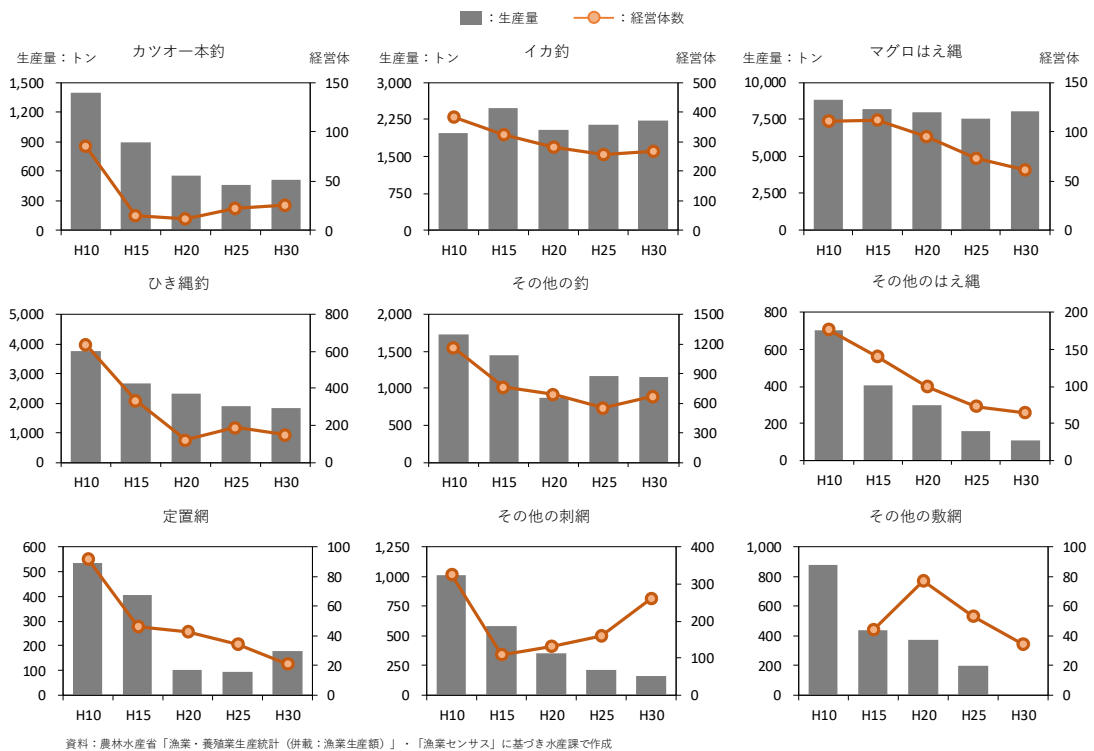 ：生産量　：経営体数
カツオ一本釣　イカ釣　マグロはえ縄
生産量：トン　経営体　生産量：トン　経営体　生産量：トン　経営体
1,500　150　3,000　500　10,000　150
1,200　2,250　400　7,500
900　100　300　100
600　1,500　5,000
50　200　50
300　750　100　2,500
0　0　0　0　0　0
H10　H15　H20　H25　H30　H10　H15　H20　H25　H30　H10　H15　H20　H25　H30
ひき縄釣　その他の釣　その他のはえ縄
5,000　800　2,000　1500　800　200
4,000　600　1,500　1200　600　150
3,000　900
400　1,000　400　100
2,000　600
1,000　200　500　300　200　50
0　0　0　0　0　0
H10　H15　H20　H25　H30　H10　H15　H20　H25　H30　H10　H15　H20　H25　H30
定置網　その他の刺網　その他の敷網
600　100　1,250　400　1,000　100
500　80　1,000　300　800　80
400　60　750　600　60
300　200
200　40　500　400　40
100　20　250　100　200　20
0　0　0　0　0　0
H10　H15　H20　H25　H30　H10　H15　H20　H25　H30　H10　H15　H20　H25　H30
資料：農林水産省「漁業・養殖業生産統計（併載：漁業生産額）」・「漁業センサス」に基づき水産課で作成